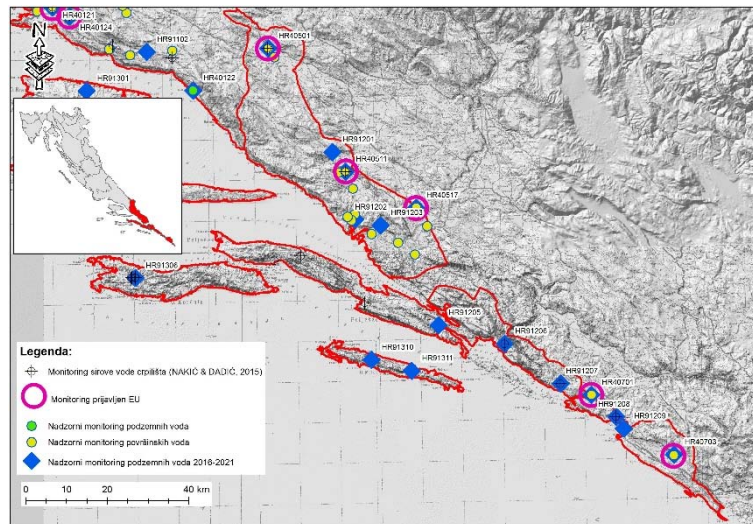 HR40121
HR40124
HR91102
HR40501
HR91301
HR40122
N
HR91201
HR40511
HR40517
HR91202
HR91203
HR91306
HR91205
HR91206
HR91310
HR91311
HR91207
HR40701
HR91208
HR91209
HR40703
Legenda:
Monitoring sirove vode crpilišta (NAKIĆ & DADIĆ, 2015)
Monitoring prijavljen EU
Nadzorni monitoring podzemnih voda
Nadzorni monitoring površinskih voda
Nadzorni monitoring podzemnih voda 2016-2021
0 10 20 40 km